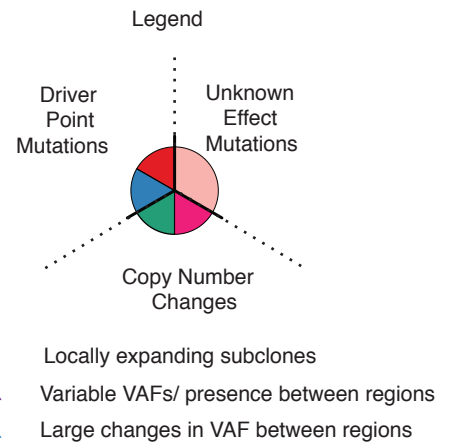 Legend
Driver
Point
Mutations
Unknown
Effect
Mutations
Copy Number
Changes
Locally expanding subclones
Variable VAFs/ presence between regions
Large changes in VAF between regions